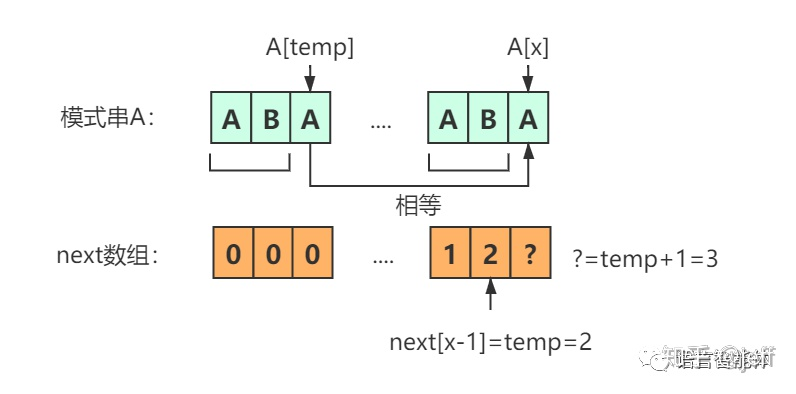 A[temp] A[x]
模式串A： A B A .... A B A
相等
next数组： 0 0 0 .... 1 2 ? ?=temp+1=3
next[x-1]=temp=2
知乎